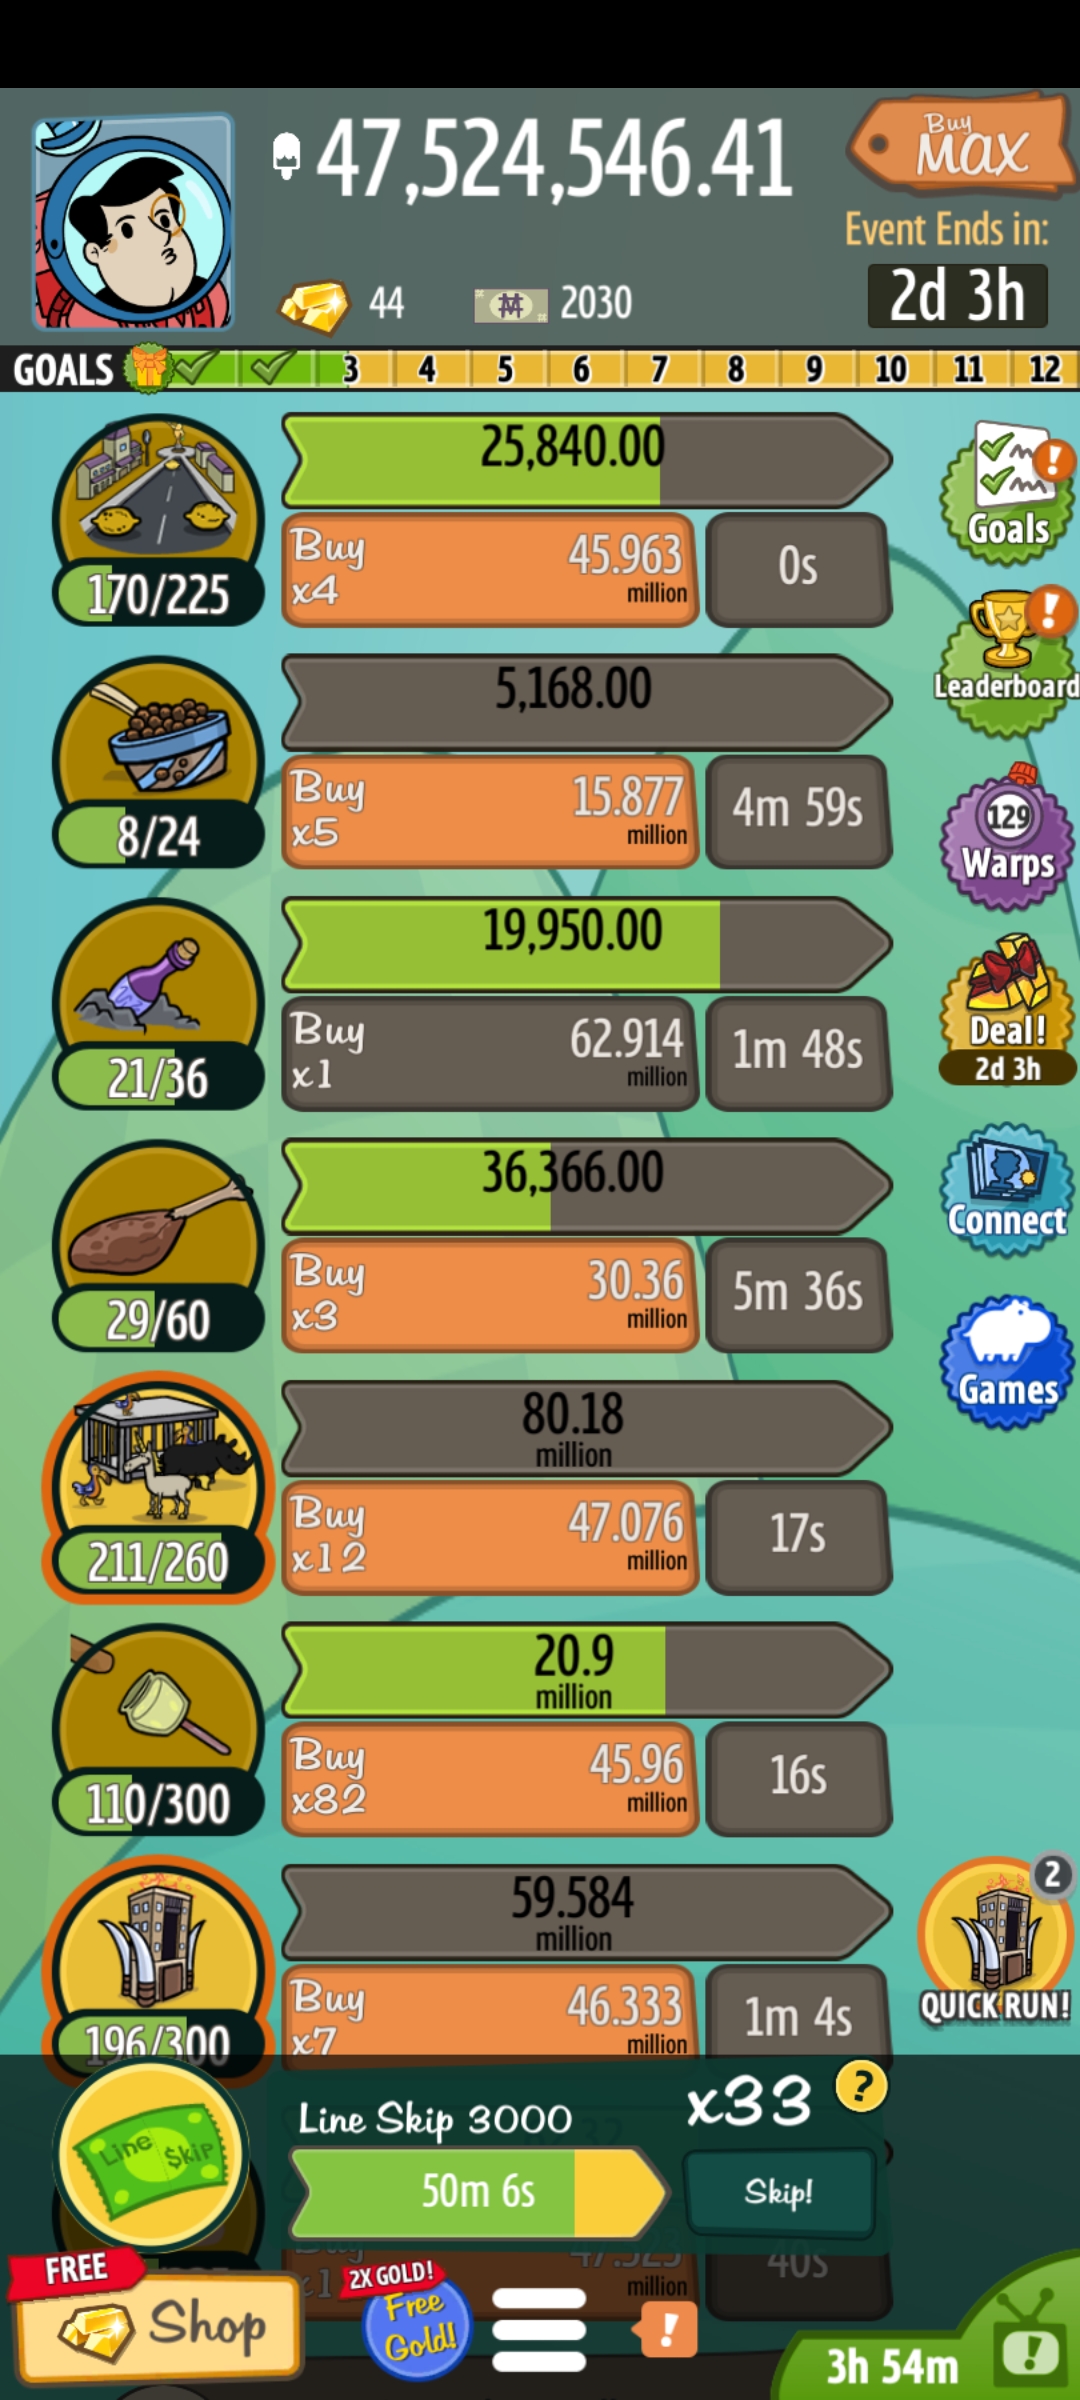 47,524,546.41
Buy
MAX
Event Ends in:
2d 3h
44
2030
GOALS
3 4 5 6 7 8 9 10 11 12
25,840.00
Buy
x4
45.963
million
0s
170/225
Goals
Leaderboard
5,168.00
Buy
x5
15.877
million
4m 59s
8/24
129
Warps
19,950.00
Buy
x1
62.914
million
1m 48s
21/36
Deal!
2d 3h
36,366.00
Buy
x3
30.36
million
5m 36s
29/60
Connect
Games
80.18
million
Buy
x12
47.076
million
17s
211/260
20.9
million
Buy
x82
45.96
million
16s
110/300
59.584
million
Buy
x7
46.333
million
1m 4s
196/300
2
QUICK RUN!
Line Skip
Line Skip 3000
x33
?
50m 6s
Skip!
Buy
x1
47.523
million
40s
FREE
Shop
2X GOLD!
Free
Gold!
!
3h 54m